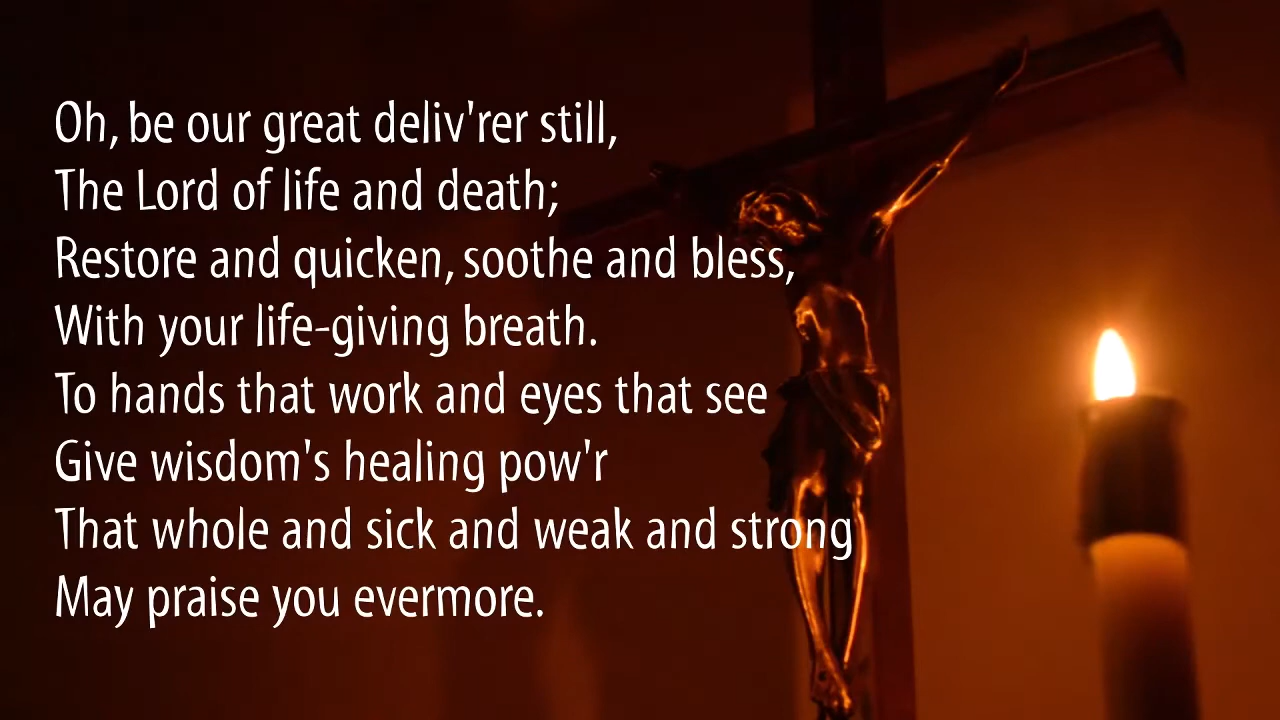 Oh, be our great deliv'rer still,
The Lord of life and death;
Restore and quicken, soothe and bless,
With your life-giving breath.
To hands that work and eyes that see
Give wisdom's healing pow'r
That whole and sick and weak and strong
May praise you evermore.